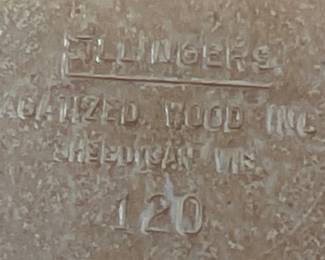 ELLINGERS
AGATIZED. WOOD INC
SHEBOYGAN WIS.
120